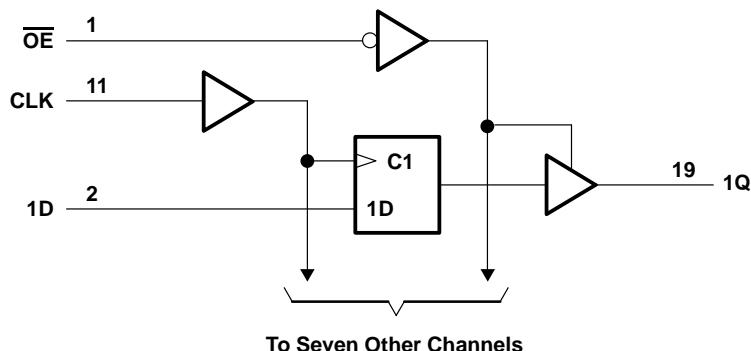 OE 1
CLK 11
C1
19 1Q
1D 2 1D
To Seven Other Channels